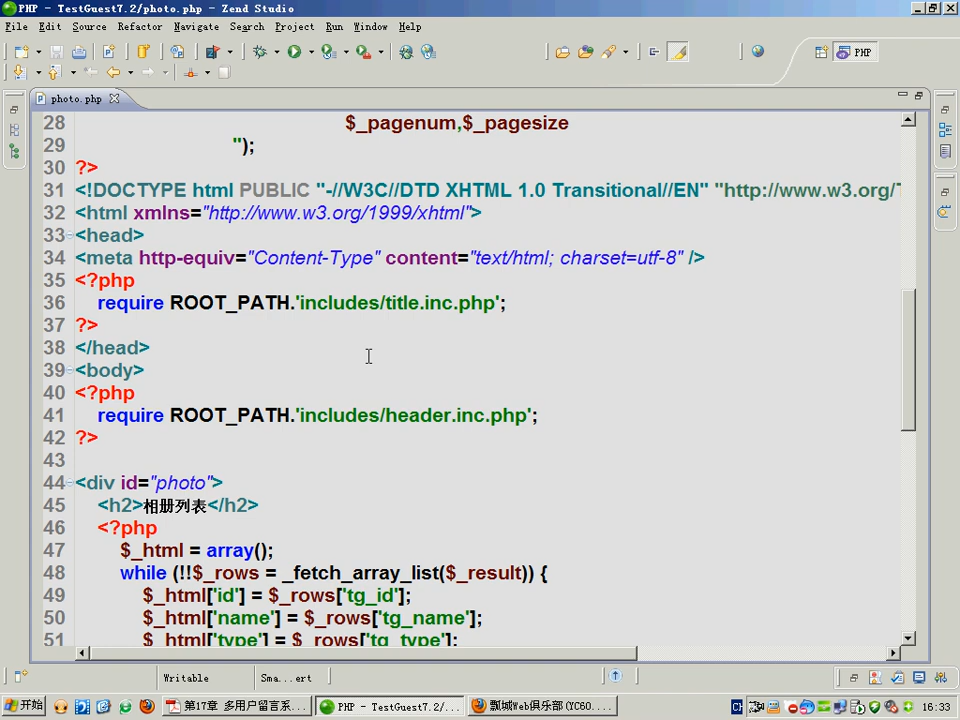 PHP - TestGuest7.2/photo.php - Zend Studio
File Edit Source Refactor Navigate Search Project Run Window Help
PHP
photo.php
28 $_pagenum,$_pagesize
29 ");
30 ?>
31 <!DOCTYPE html PUBLIC "-//W3C//DTD XHTML 1.0 Transitional//EN" "http://www.w3.org/T
32 <html xmlns="http://www.w3.org/1999/xhtml">
33 <head>
34 <meta http-equiv="Content-Type" content="text/html; charset=utf-8" />
35 <?php
36 require ROOT_PATH.'includes/title.inc.php';
37 ?>
38 </head>
39 <body>
40 <?php
41 require ROOT_PATH.'includes/header.inc.php';
42 ?>
43
44 <div id="photo">
45 <h2>相册列表</h2>
46 <?php
47 $_html = array();
48 while (!!$_rows = _fetch_array_list($_result)) {
49 $_html['id'] = $_rows['tg_id'];
50 $_html['name'] = $_rows['tg_name'];
51 $_html['type'] = $_rows['tg_type'];
Writable Sma...ert
开始 第17章 多用户留言系... PHP - TestGuest7.2/... 瓢城Web俱乐部(YC60... CH 16:33